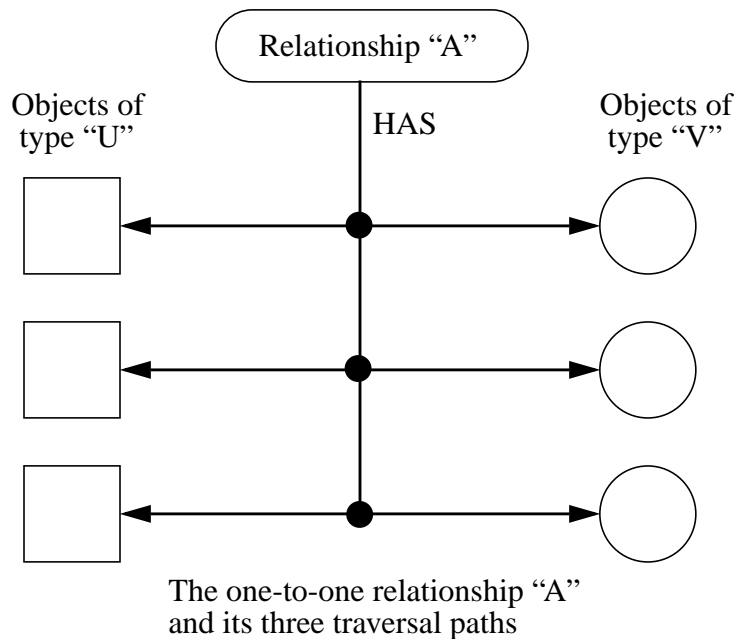 Relationship “A”
Objects of
type “U”
HAS
Objects of
type “V”
The one-to-one relationship “A”
and its three traversal paths